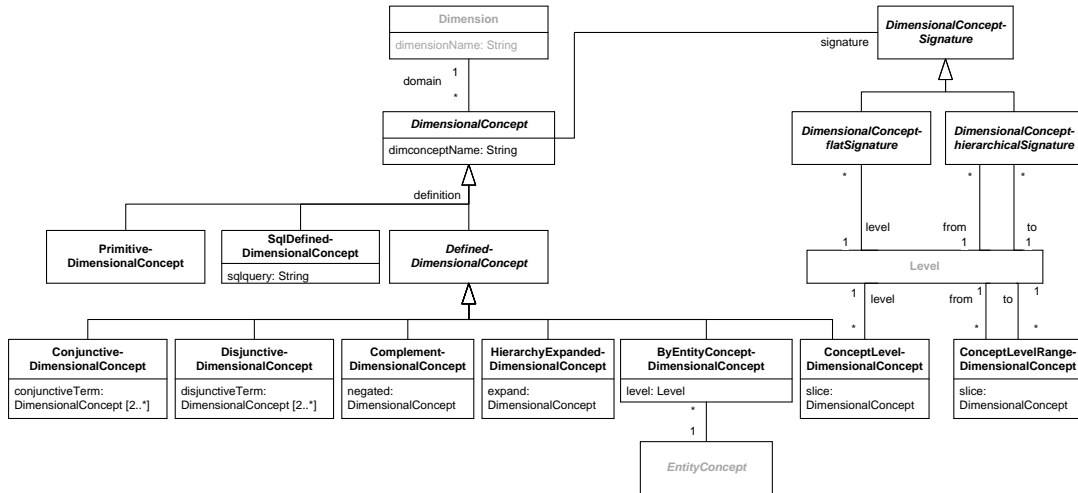 Dimension
dimensionName: String
DimensionalConcept-
Signature
signature
1
domain
*
DimensionalConcept
dimconceptName: String
DimensionalConcept-
flatSignature
DimensionalConcept-
hierarchicalSignature
definition
* * *
level from to
1 1 1
Primitive-
DimensionalConcept
SqlDefined-
DimensionalConcept
sqlquery: String
Defined-
DimensionalConcept
Level
1 level from 1 to 1
* * *
Conjunctive-
DimensionalConcept
conjunctiveTerm:
DimensionalConcept [2..*]
Disjunctive-
DimensionalConcept
disjunctiveTerm:
DimensionalConcept [2..*]
Complement-
DimensionalConcept
negated:
DimensionalConcept
HierarchyExpanded-
DimensionalConcept
expand:
DimensionalConcept
ByEntityConcept-
DimensionalConcept
level: Level
ConceptLevel-
DimensionalConcept
slice:
DimensionalConcept
ConceptLevelRange-
DimensionalConcept
slice:
DimensionalConcept
*
1
EntityConcept